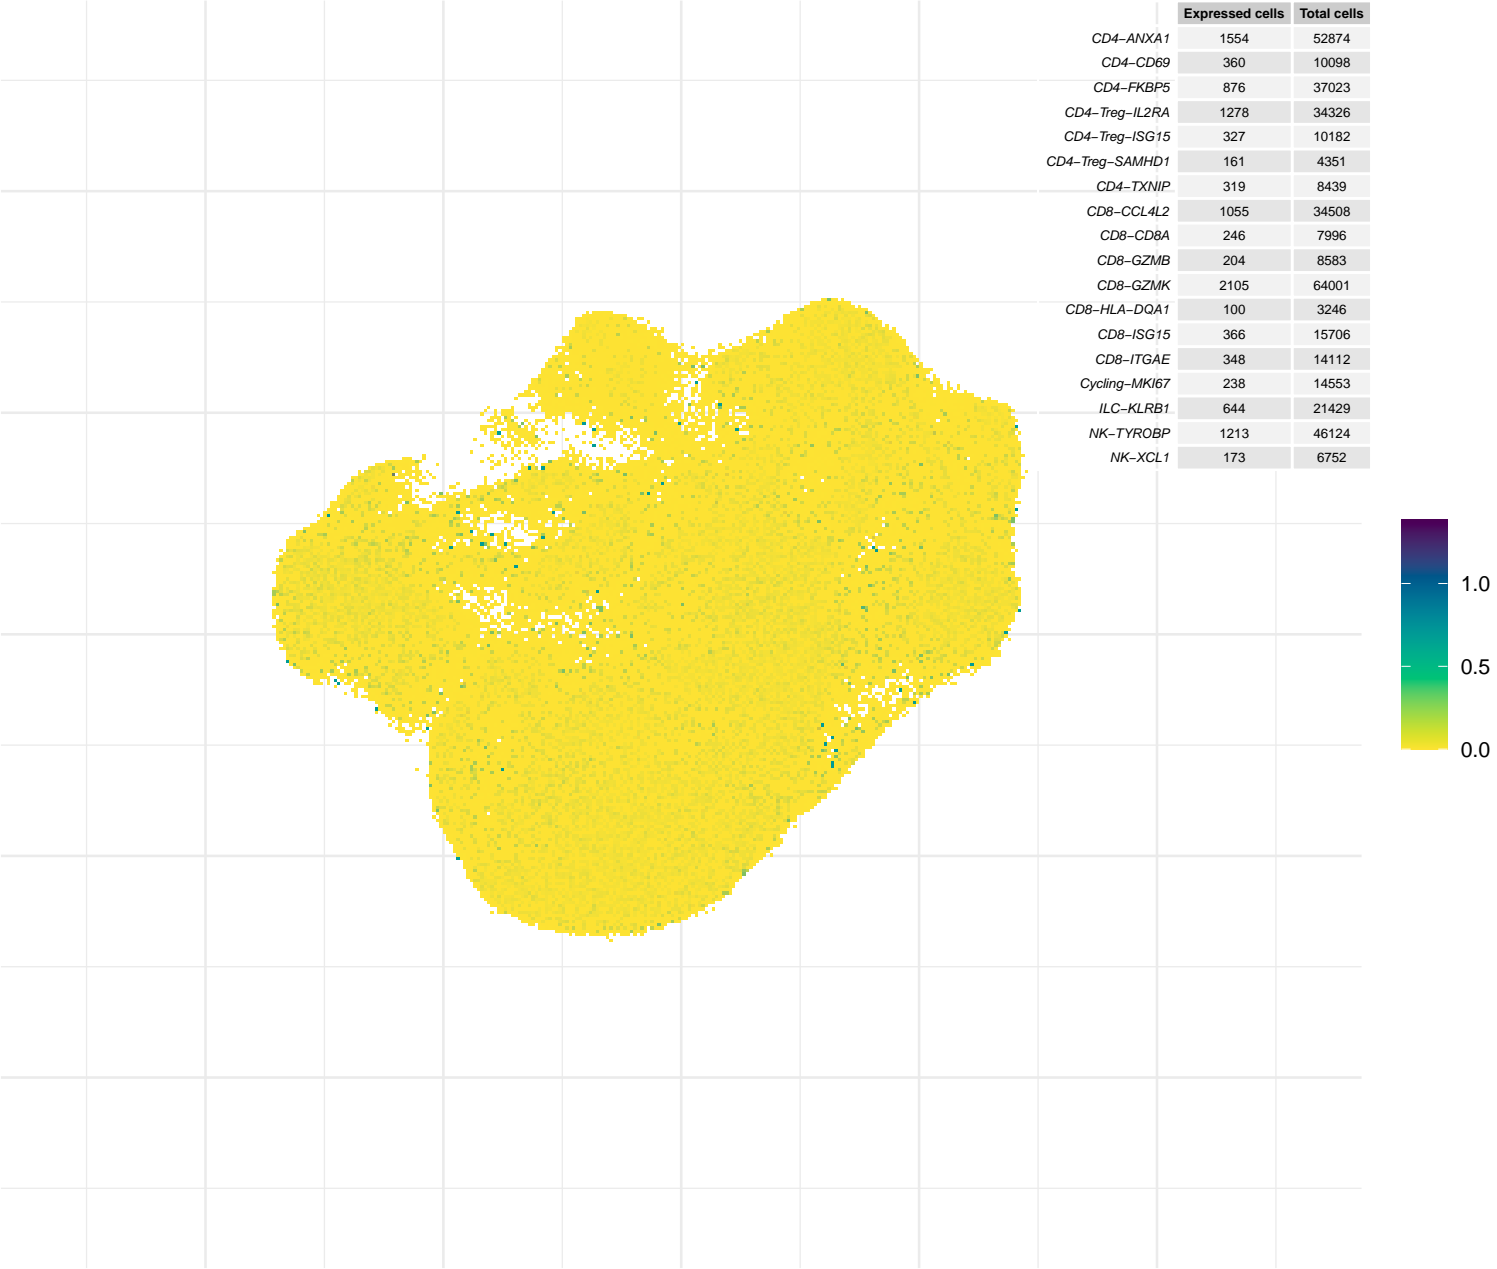 Expressed cells Total cells
CD4−ANXA1 1554 52874
CD4−CD69 360 10098
CD4−FKBP5 876 37023
CD4−Treg−IL2RA 1278 34326
CD4−Treg−ISG15 327 10182
CD4−Treg−SAMHD1 161 4351
CD4−TXNIP 319 8439
CD8−CCL4L2 1055 34508
CD8−CD8A 246 7996
CD8−GZMB 204 8583
CD8−GZMK 2105 64001
CD8−HLA−DQA1 100 3246
CD8−ISG15 366 15706
CD8−ITGAE 348 14112
Cycling−MKI67 238 14553
ILC−KLRB1 644 21429
NK−TYROBP 1213 46124
NK−XCL1 173 6752
1.0
0.5
0.0